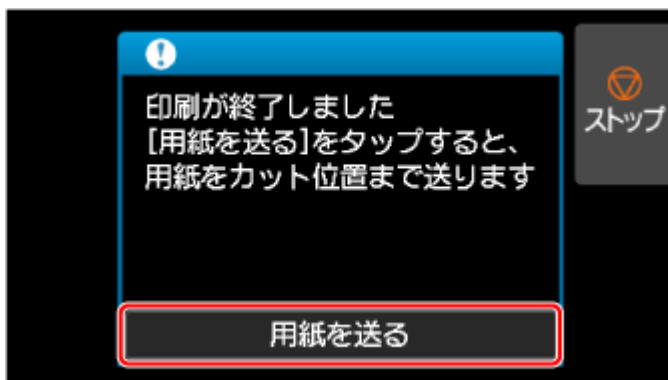 印刷が終了しました
[用紙を送る]をタップすると、
用紙をカット位置まで送ります
ストップ
用紙を送る